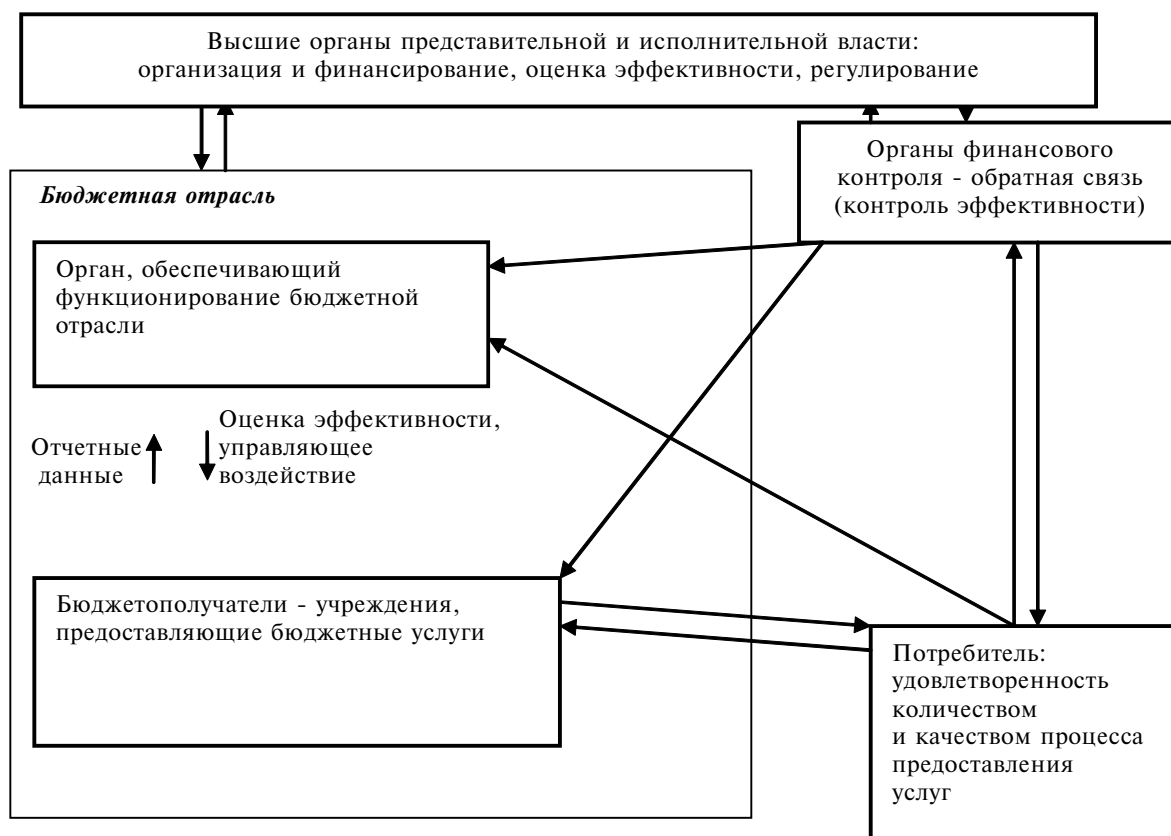 Высшие органы представительной и исполнительной власти:
организация и финансирование, оценка эффективности, регулирование
Органы финансового
контроля - обратная связь
(контроль эффективности)
Бюджетная отрасль
Орган, обеспечивающий
функционирование бюджетной
отрасли
Отчетные
данные
Оценка эффективности,
управляющее
воздействие
Бюджетополучатели - учреждения,
предоставляющие бюджетные услуги
Потребитель:
удовлетворенность
количеством
и качеством процесса
предоставления
услуг